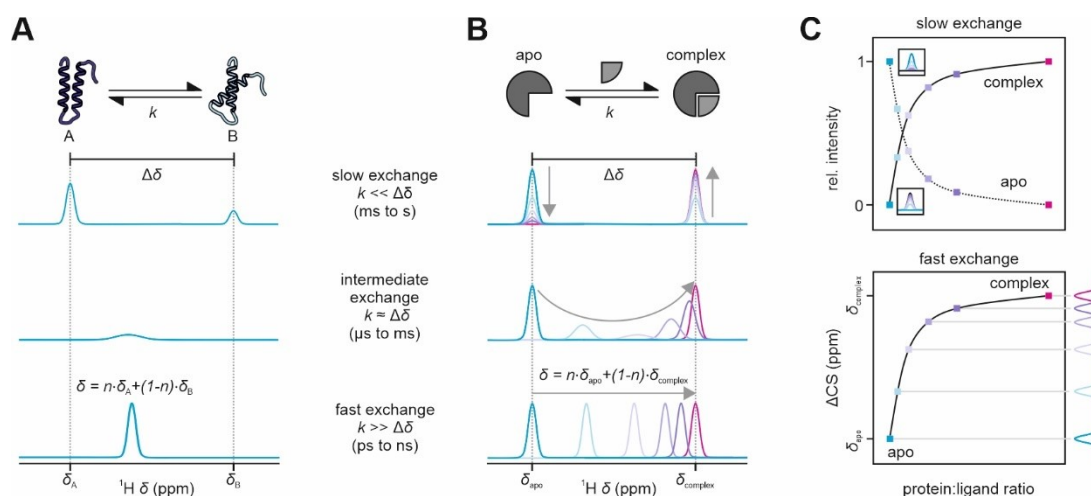 A
A
k
B
Δδ
δ = n·δA+(1-n)·δB
δA
¹H δ (ppm)
δB
slow exchange
k << Δδ
(ms to s)
intermediate
exchange
k ≈ Δδ
(µs to ms)
fast exchange
k >> Δδ
(ps to ns)
B
apo
complex
k
Δδ
δ = n·δapo+(1-n)·δcomplex
δapo
¹H δ (ppm)
δcomplex
C
slow exchange
1
complex
rel. intensity
apo
0
fast exchange
complex
δcomplex
ΔCS (ppm)
δapo
apo
protein:ligand ratio